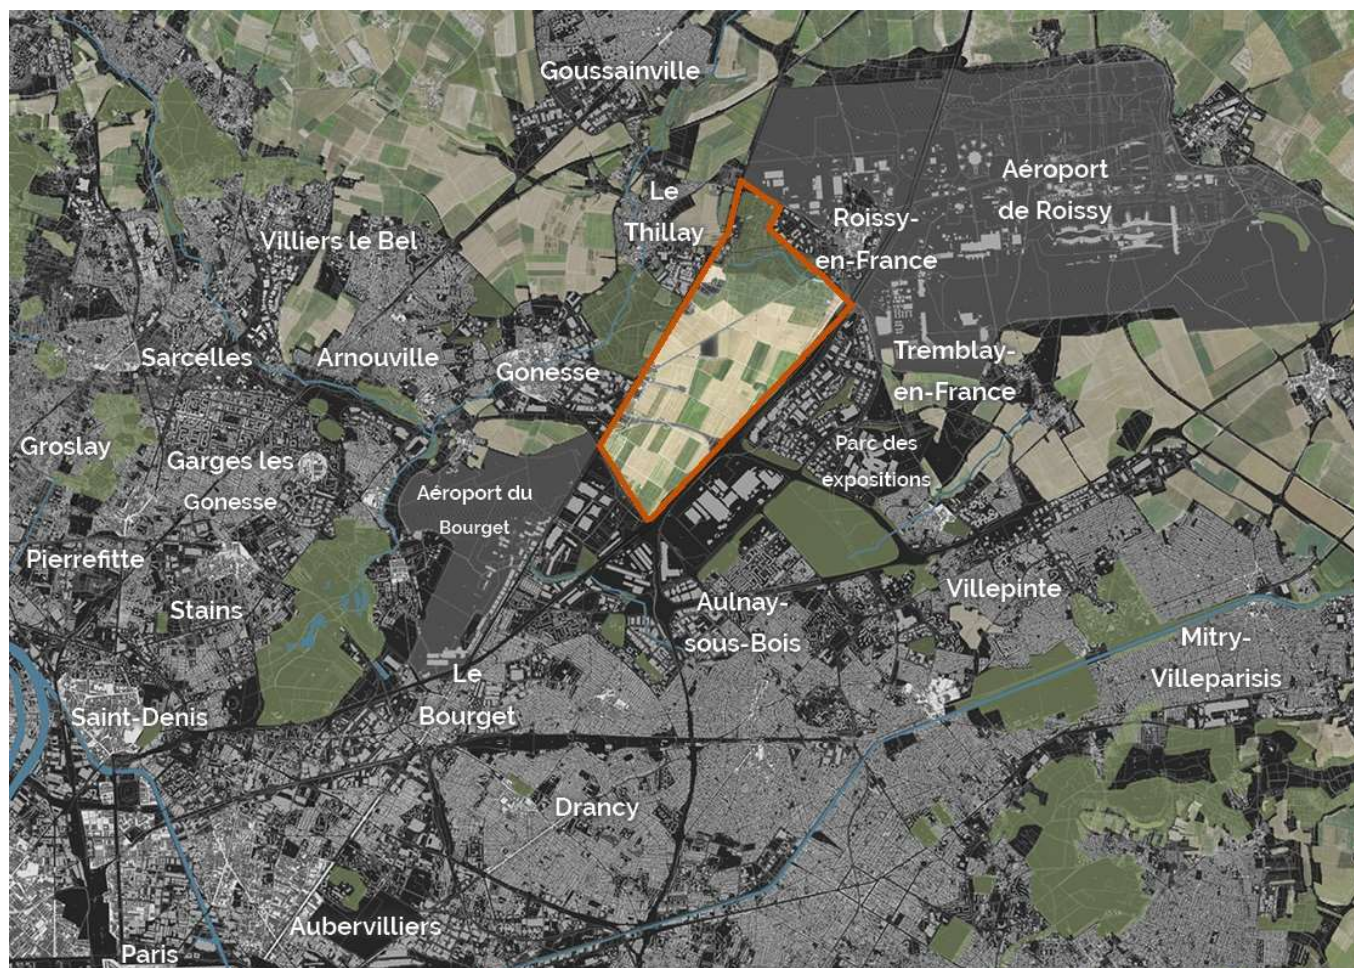 Goussainville
Aéroport
de Roissy
Le
Thillay
Roissy-
en-France
Villiers le Bel
Sarcelles
Arnouville
Gonesse
Tremblay-
en-France
Groslay
Garges les
Gonesse
Parc des
expositions
Aéroport du
Bourget
Pierrefitte
Stains
Villepinte
Aulnay-
sous-Bois
Mitry-
Villeparisis
Le
Bourget
Saint-Denis
Drancy
Aubervilliers
Paris